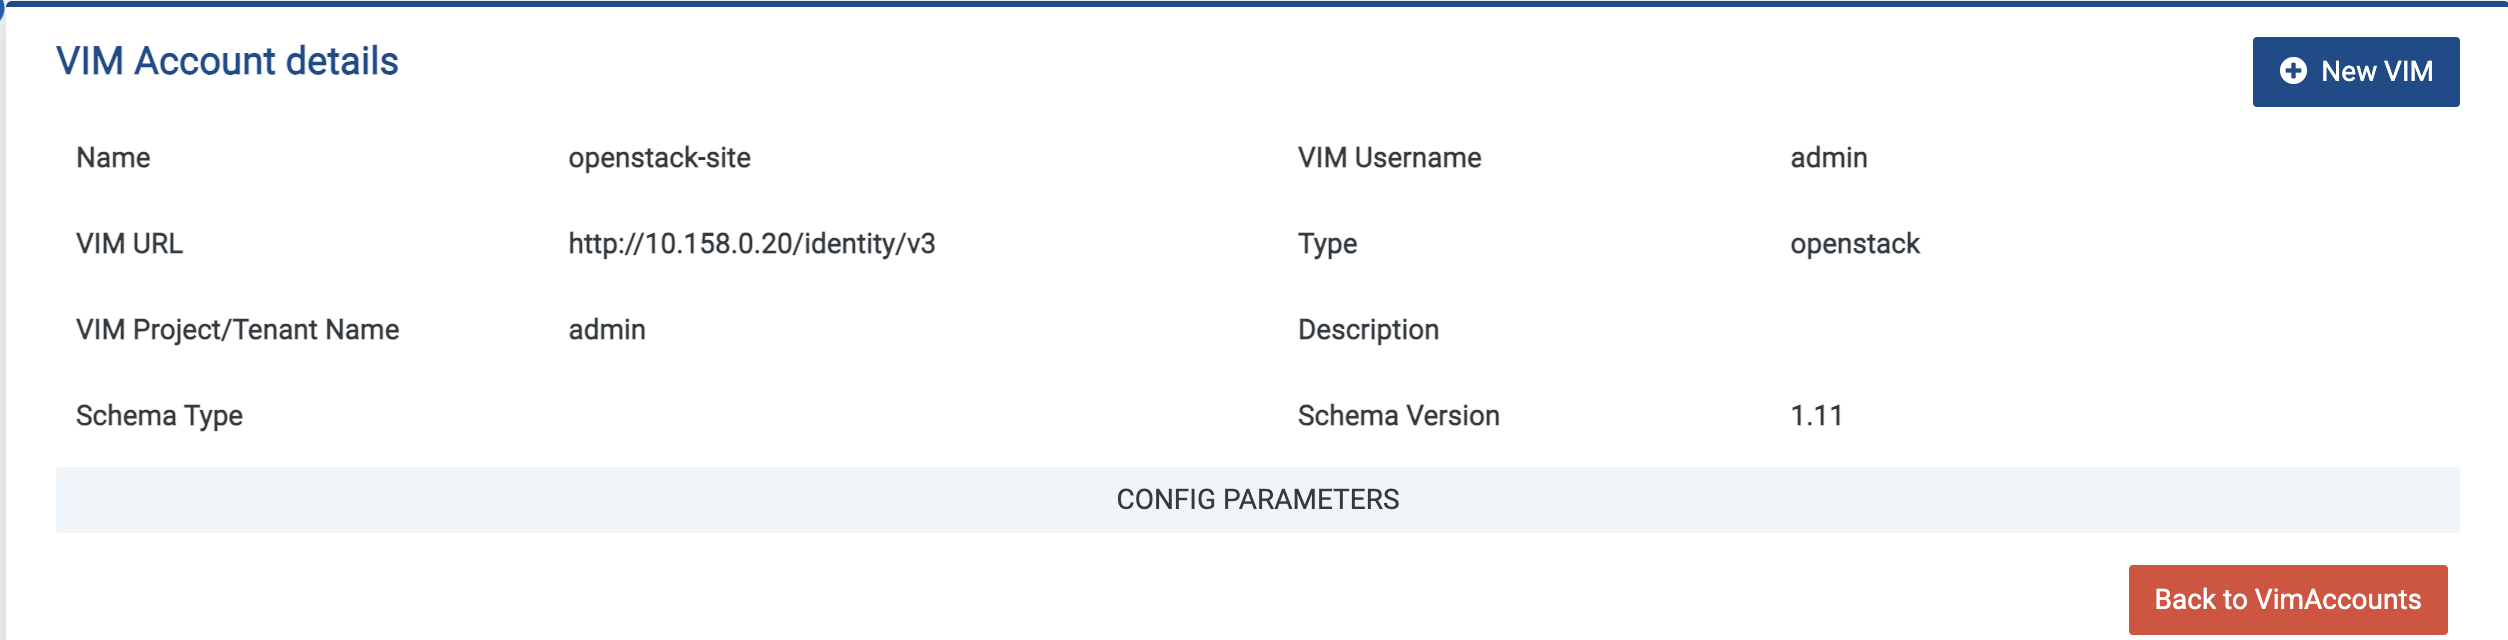 VIM Account details
New VIM
Name openstack-site VIM Username admin
VIM URL http://10.158.0.20/identity/v3 Type openstack
VIM Project/Tenant Name admin Description
Schema Type Schema Version 1.11
CONFIG PARAMETERS
Back to VimAccounts